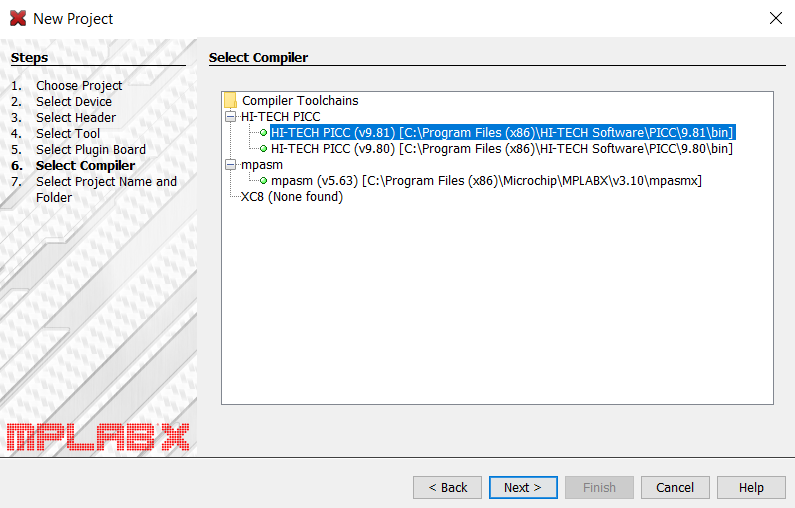 New Project
Steps
1. Choose Project
2. Select Device
3. Select Header
4. Select Tool
5. Select Plugin Board
6. Select Compiler
7. Select Project Name and
Folder
MPLAB X
Select Compiler
Compiler Toolchains
HI-TECH PICC
HI-TECH PICC (v9.81) [C:\Program Files (x86)\HI-TECH Software\PICC\9.81\bin]
HI-TECH PICC (v9.80) [C:\Program Files (x86)\HI-TECH Software\PICC\9.80\bin]
mpasm
mpasm (v5.63) [C:\Program Files (x86)\Microchip\MPLABX\v3.10\mpasmx]
XC8 (None found)
< Back
Next >
Finish
Cancel
Help